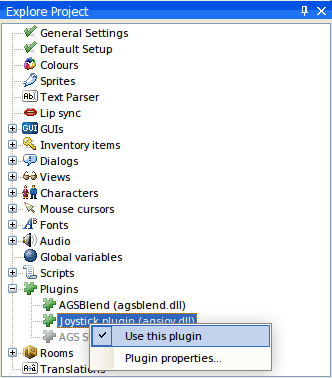 Explore Project
General Settings
Default Setup
Colours
Sprites
Ab
Text Parser
Lip sync
GUI
GUIs
Inventory items
Dialogs
Views
Characters
Mouse cursors
A
Fonts
Audio
Global variables
Scripts
Plugins
AGSBlend (agsblend.dll)
Joystick plugin (agsjoy.dll)
AGS S
Use this plugin
Plugin properties...
Rooms
Translations